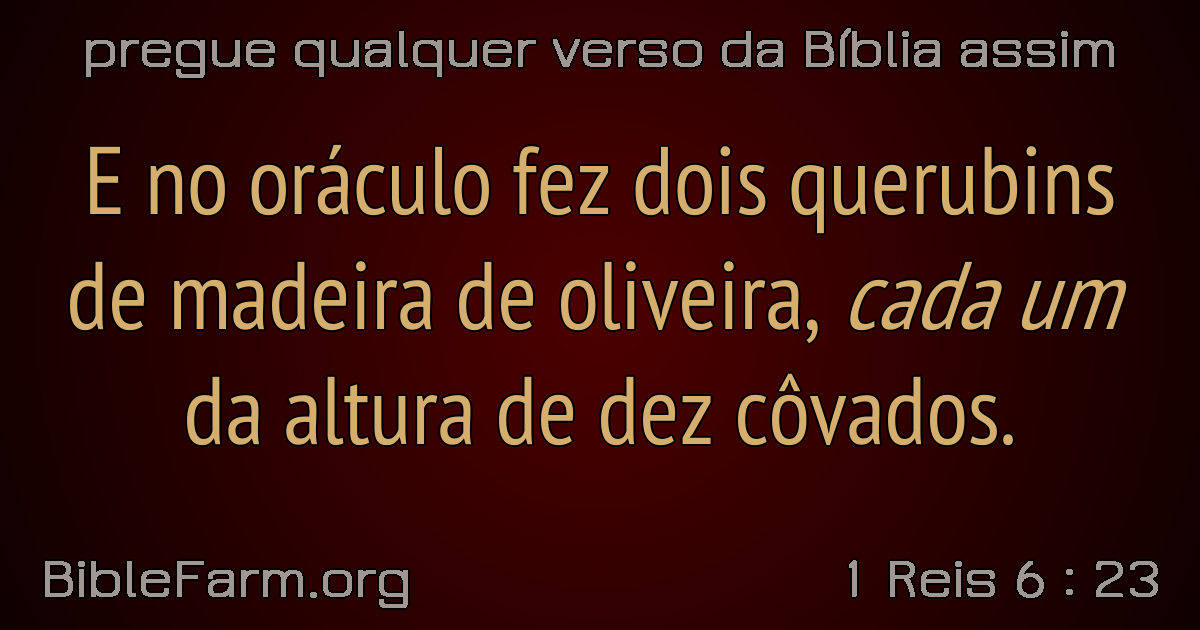 pregue qualquer verso da Bíblia assim
E no oráculo fez dois querubins
de madeira de oliveira, cada um
da altura de dez côvados.
BibleFarm.org
1 Reis 6 : 23